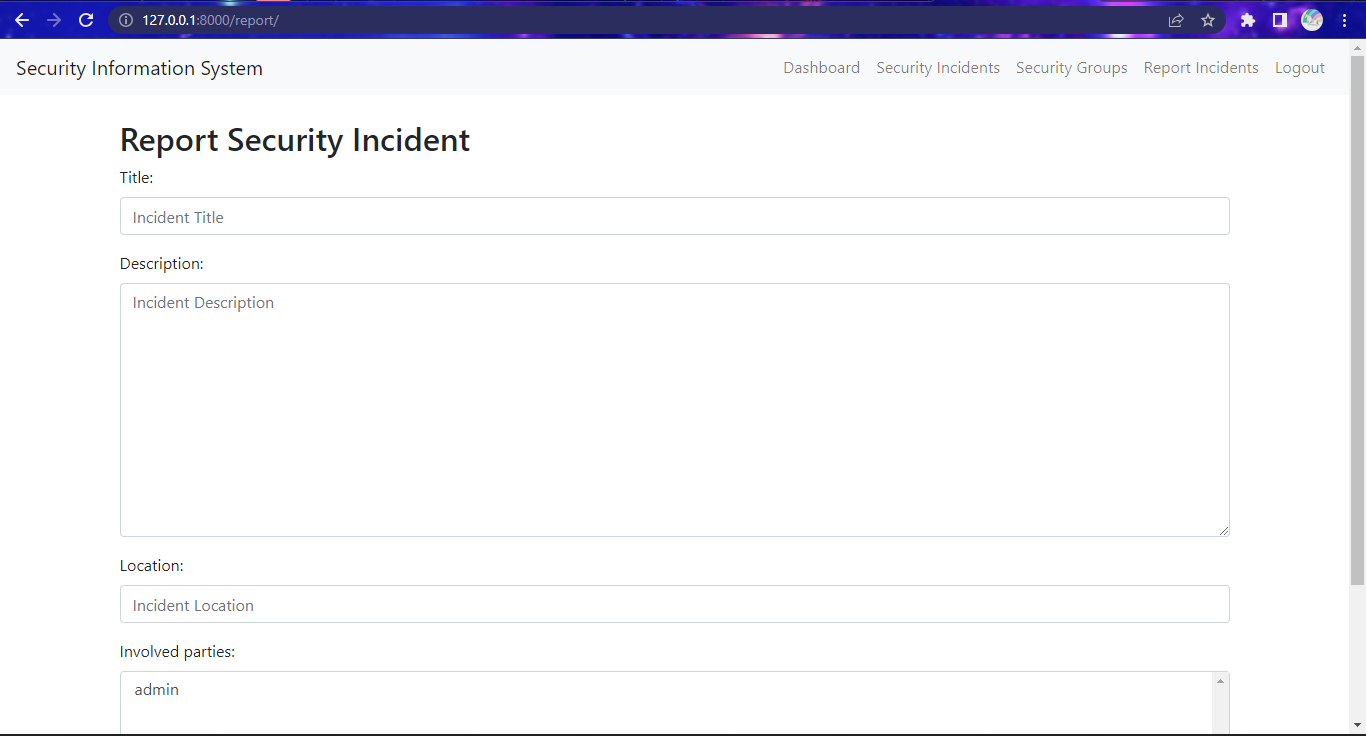 127.0.0.1:8000/report/
Security Information System
Dashboard Security Incidents Security Groups Report Incidents Logout
Report Security Incident
Title:
Incident Title
Description:
Incident Description
Location:
Incident Location
Involved parties:
admin